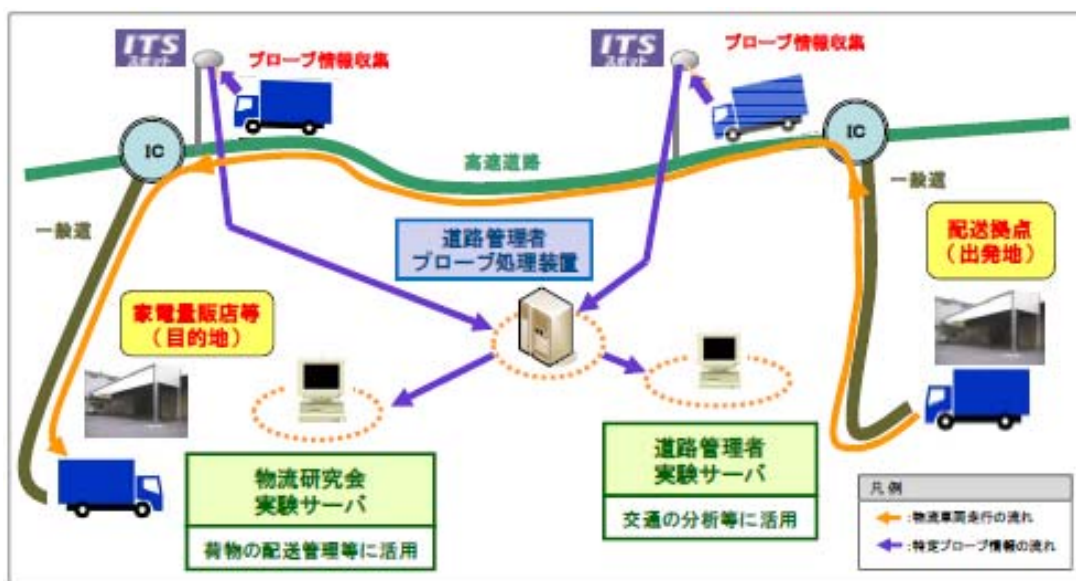 ITS
スポット
プローブ情報収集
ITS
スポット
プローブ情報収集
IC
IC
高速道路
一般道
一般道
道路管理者
プローブ処理装置
配送拠点
（出発地）
家電量販店等
（目的地）
物流研究会
実験サーバ
荷物の配送管理等に活用
道路管理者
実験サーバ
交通の分析等に活用
凡例
:物流車両走行の流れ
:特定プローブ情報の流れ